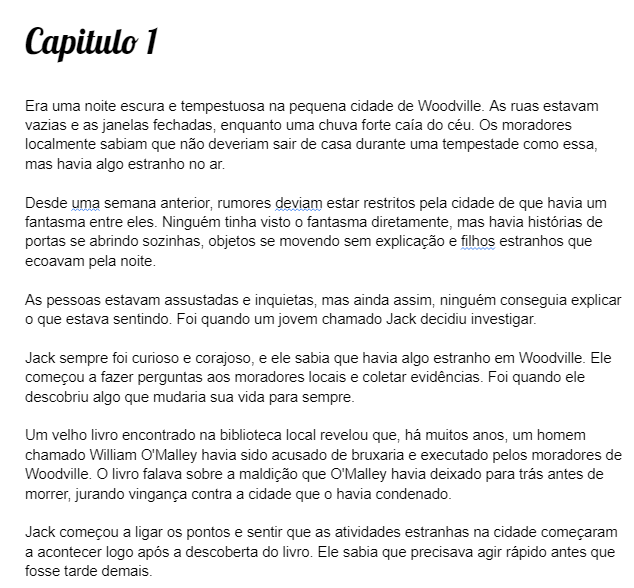 Capitulo 1
Era uma noite escura e tempestuosa na pequena cidade de Woodville. As ruas estavam
vazias e as janelas fechadas, enquanto uma chuva forte caía do céu. Os moradores
localmente sabiam que não deveriam sair de casa durante uma tempestade como essa,
mas havia algo estranho no ar.
Desde uma semana anterior, rumores deviam estar restritos pela cidade de que havia um
fantasma entre eles. Ninguém tinha visto o fantasma diretamente, mas havia histórias de
portas se abrindo sozinhas, objetos se movendo sem explicação e filhos estranhos que
ecoavam pela noite.
As pessoas estavam assustadas e inquietas, mas ainda assim, ninguém conseguia explicar
o que estava sentindo. Foi quando um jovem chamado Jack decidiu investigar.
Jack sempre foi curioso e corajoso, e ele sabia que havia algo estranho em Woodville. Ele
começou a fazer perguntas aos moradores locais e coletar evidências. Foi quando ele
descobriu algo que mudaria sua vida para sempre.
Um velho livro encontrado na biblioteca local revelou que, há muitos anos, um homem
chamado William O'Malley havia sido acusado de bruxaria e executado pelos moradores de
Woodville. O livro falava sobre a maldição que O'Malley havia deixado para trás antes de
morrer, jurando vingança contra a cidade que o havia condenado.
Jack começou a ligar os pontos e sentir que as atividades estranhas na cidade começaram
a acontecer logo após a descoberta do livro. Ele sabia que precisava agir rápido antes que
fosse tarde demais.